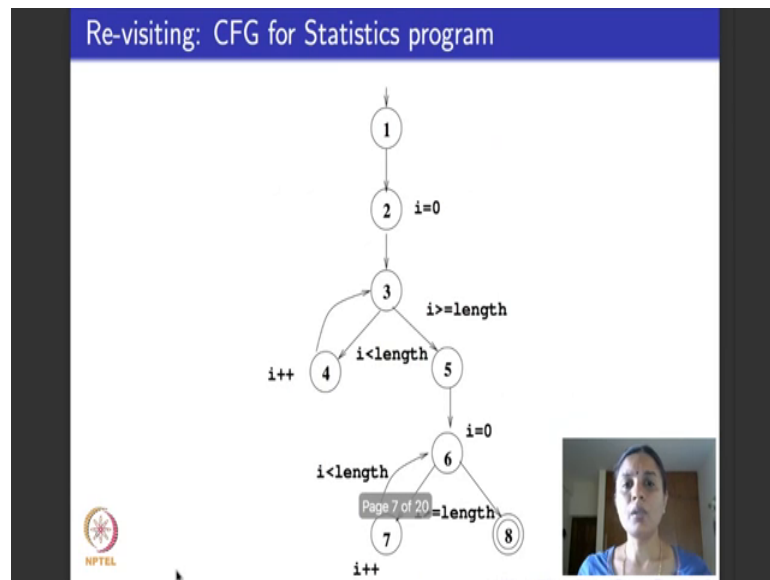 Re-visiting: CFG for Statistics program
1
2
i=0
3
i>=length
i<length
i++
4
5
i=0
6
i<length
Page 7 of 20
=length
7
8
i++
NPTEL